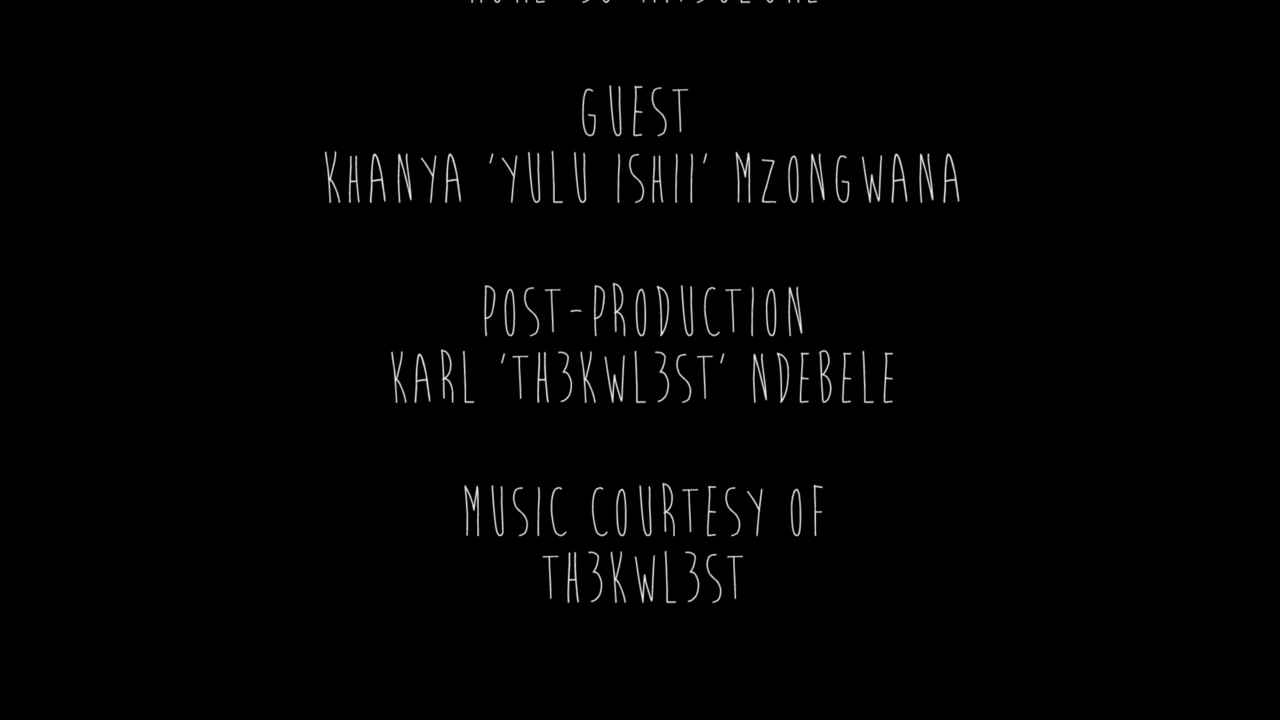 GUEST
KHANYA 'YULU ISHII' MZONGWANA
POST-PRODUCTION
KARL 'TH3KWL3ST' NDEBELE
MUSIC COURTESY OF
TH3KWL3ST